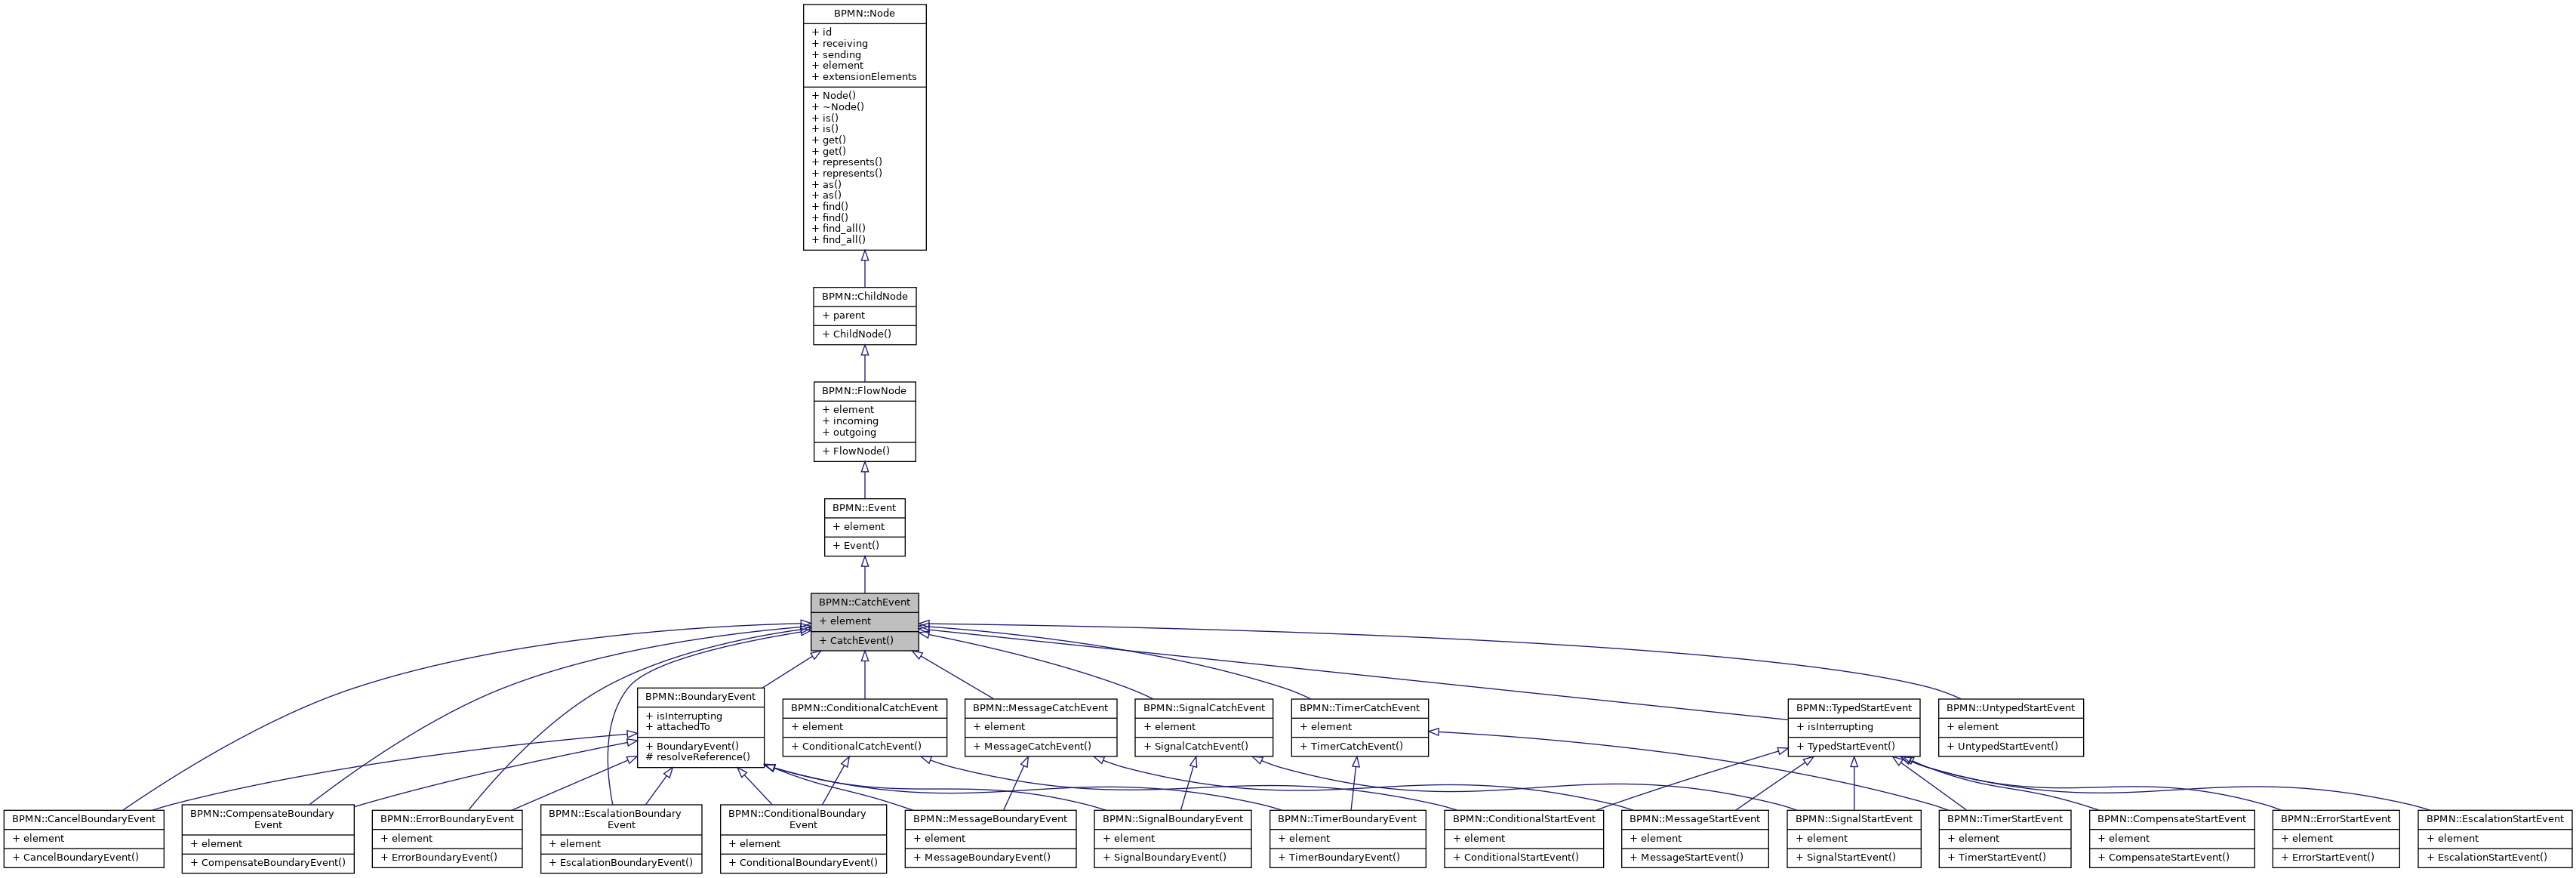 BPMN::Node
+ id
+ receiving
+ sending
+ element
+ extensionElements
+ Node()
+ ~Node()
+ is()
+ is()
+ get()
+ get()
+ represents()
+ represents()
+ as()
+ as()
+ find()
+ find()
+ find_all()
+ find_all()
BPMN::ChildNode
+ parent
+ ChildNode()
BPMN::FlowNode
+ element
+ incoming
+ outgoing
+ FlowNode()
BPMN::Event
+ element
+ Event()
BPMN::CatchEvent
+ element
+ CatchEvent()
BPMN::BoundaryEvent
+ isInterrupting
+ attachedTo
+ BoundaryEvent()
# resolveReference()
BPMN::ConditionalCatchEvent
+ element
+ ConditionalCatchEvent()
BPMN::MessageCatchEvent
+ element
+ MessageCatchEvent()
BPMN::SignalCatchEvent
+ element
+ SignalCatchEvent()
BPMN::TimerCatchEvent
+ element
+ TimerCatchEvent()
BPMN::TypedStartEvent
+ isInterrupting
+ TypedStartEvent()
BPMN::UntypedStartEvent
+ element
+ UntypedStartEvent()
BPMN::CancelBoundaryEvent
+ element
+ CancelBoundaryEvent()
BPMN::CompensateBoundary
Event
+ element
+ CompensateBoundaryEvent()
BPMN::ErrorBoundaryEvent
+ element
+ ErrorBoundaryEvent()
BPMN::EscalationBoundary
Event
+ element
+ EscalationBoundaryEvent()
BPMN::ConditionalBoundary
Event
+ element
+ ConditionalBoundaryEvent()
BPMN::MessageBoundaryEvent
+ element
+ MessageBoundaryEvent()
BPMN::SignalBoundaryEvent
+ element
+ SignalBoundaryEvent()
BPMN::TimerBoundaryEvent
+ element
+ TimerBoundaryEvent()
BPMN::ConditionalStartEvent
+ element
+ ConditionalStartEvent()
BPMN::MessageStartEvent
+ element
+ MessageStartEvent()
BPMN::SignalStartEvent
+ element
+ SignalStartEvent()
BPMN::TimerStartEvent
+ element
+ TimerStartEvent()
BPMN::CompensateStartEvent
+ element
+ CompensateStartEvent()
BPMN::ErrorStartEvent
+ element
+ ErrorStartEvent()
BPMN::EscalationStartEvent
+ element
+ EscalationStartEvent()